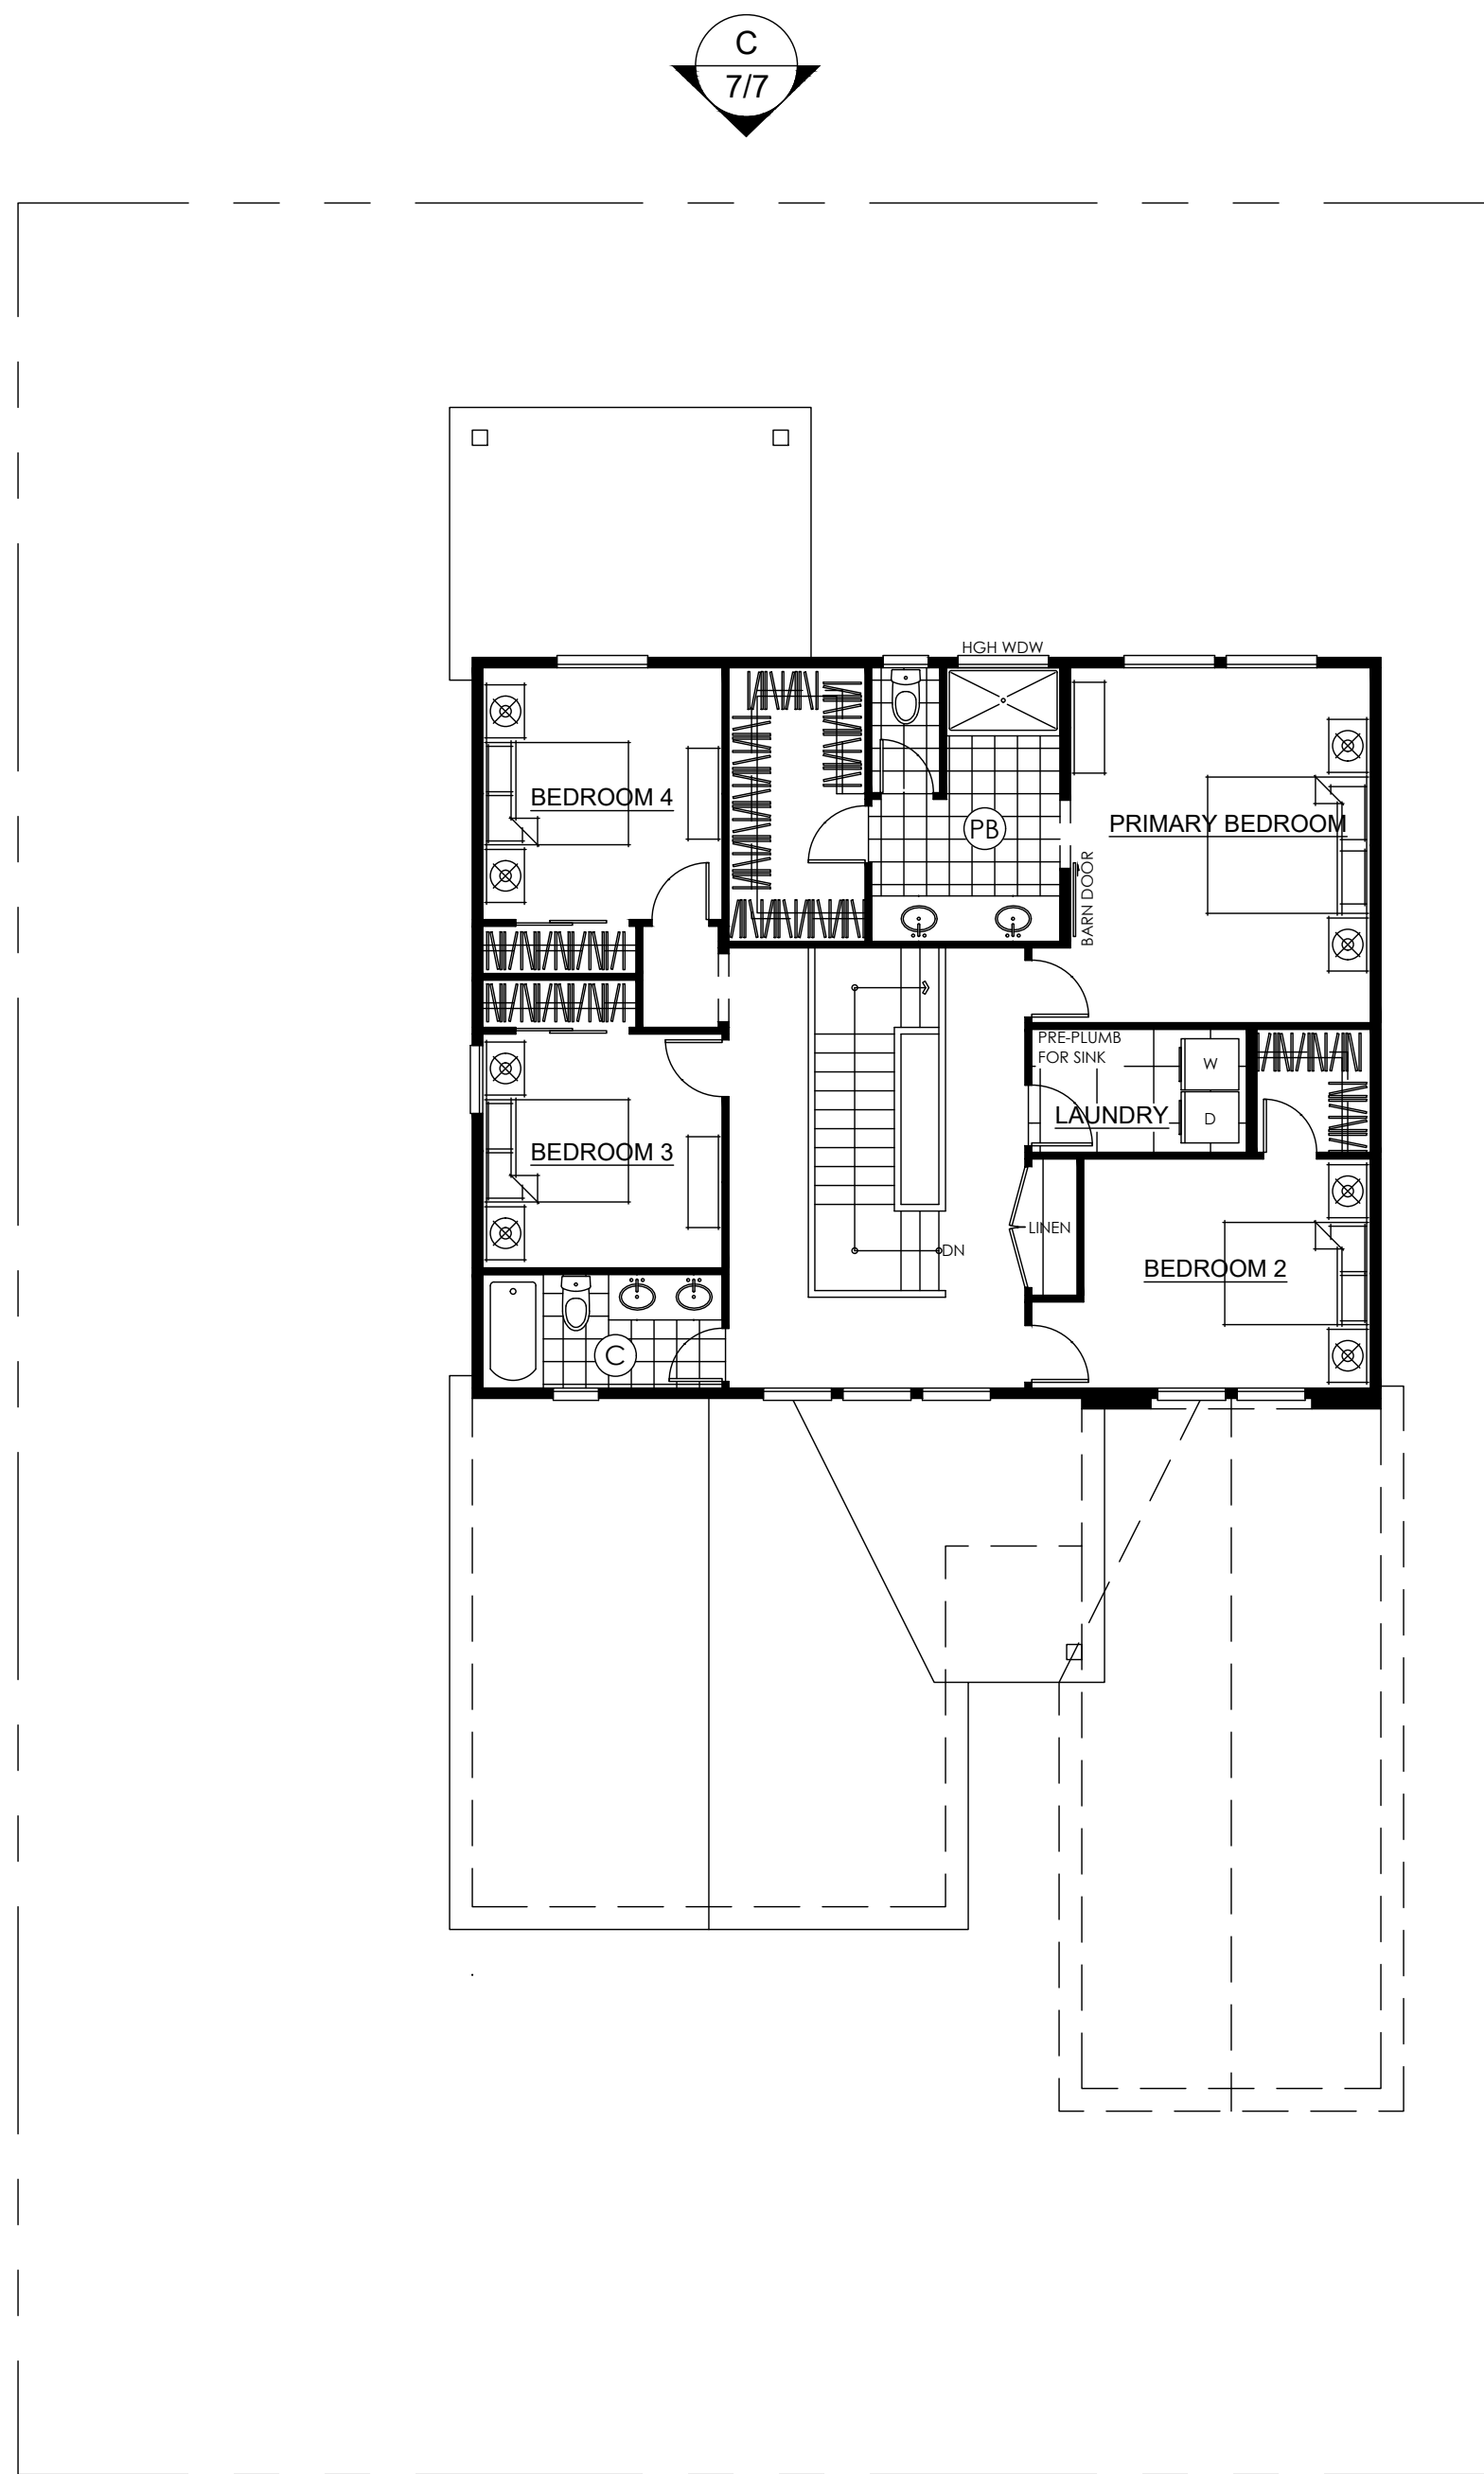 C
7/7
HGH WDW
BEDROOM 4
PB
PRIMARY BEDROOM
BARN DOOR
PRE-PLUMB
FOR SINK
W
LAUNDRY
D
BEDROOM 3
LINEN
DN
BEDROOM 2
C